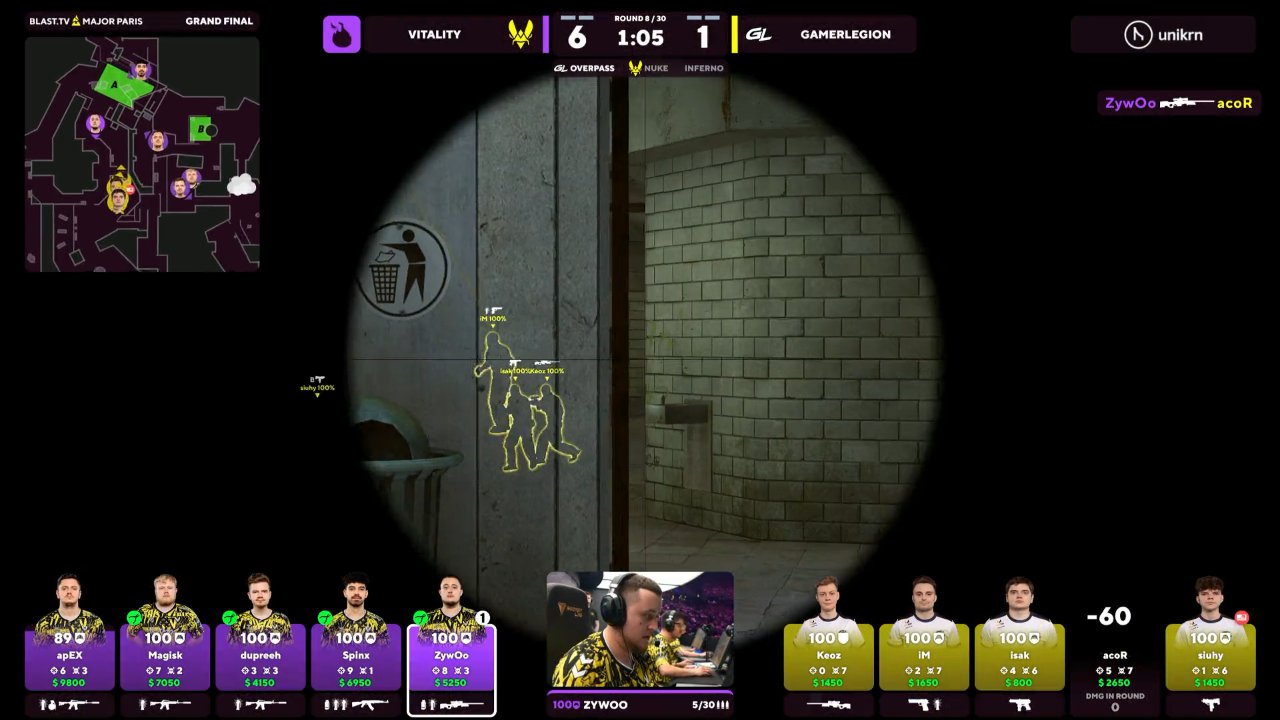 BLAST.TV MAJOR PARIS
GRAND FINAL
A
B
VITALITY
6
ROUND 8 / 30
1:05
1
GL
GAMERLEGION
GL OVERPASS
NUKE
INFERNO
unikrn
ZywOo acoR
iM 100%
isak 100% Keoz 100%
siuhy 100%
89
apEX
6 3
$9800
100
Magisk
7 2
$7050
100
dupreeh
3 3
$4150
100
Spinx
9 1
$6950
1
100
ZywOo
8 3
$5250
100 ZYWOO
5/30
100
Keoz
0 7
$1450
100
iM
2 7
$1650
100
isak
4 6
$800
-60
acoR
5 7
$2650
DMG IN ROUND
0
100
siuhy
1 6
$1450